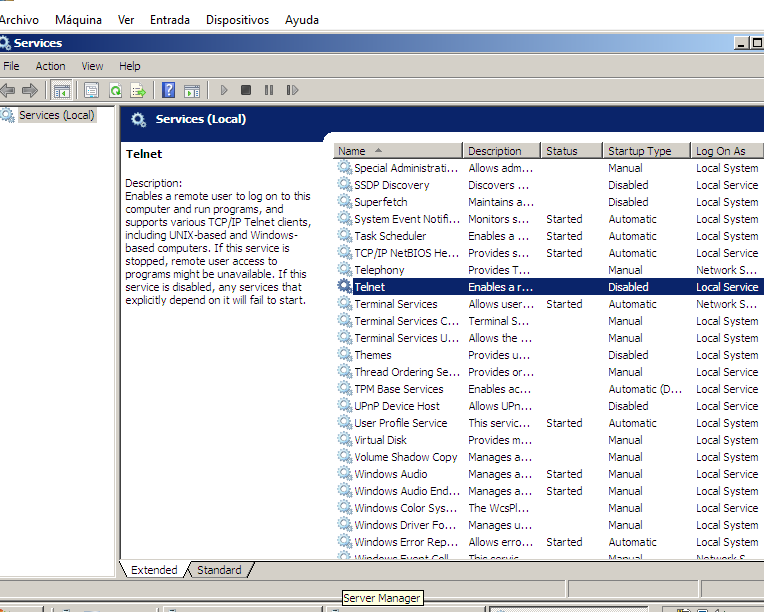 Archivo Máquina Ver Entrada Dispositivos Ayuda
Services
File Action View Help
Services (Local)
Services (Local)
Telnet
Description:
Enables a remote user to log on to this
computer and run programs, and
supports various TCP/IP Telnet clients,
including UNIX-based and Windows-
based computers. If this service is
stopped, remote user access to
programs might be unavailable. If this
service is disabled, any services that
explicitly depend on it will fail to start.
Name Description Status Startup Type Log On As
Special Administrati... Allows adm... Manual Local System
SSDP Discovery Discovers ... Disabled Local Service
Superfetch Maintains a... Disabled Local System
System Event Notifi... Monitors s... Started Automatic Local System
Task Scheduler Enables a ... Started Automatic Local System
TCP/IP NetBIOS He... Provides s... Started Automatic Local Service
Telephony Provides T... Manual Network S...
Telnet Enables a r... Disabled Local Service
Terminal Services Allows user... Started Automatic Network S...
Terminal Services C... Terminal S... Manual Local System
Terminal Services U... Allows the ... Manual Local System
Themes Provides u... Disabled Local System
Thread Ordering Se... Provides or... Manual Local Service
TPM Base Services Enables ac... Automatic (D... Local Service
UPnP Device Host Allows UPn... Disabled Local Service
User Profile Service This servic... Started Automatic Local System
Virtual Disk Provides m... Manual Local System
Volume Shadow Copy Manages a... Manual Local System
Windows Audio Manages a... Started Manual Local Service
Windows Audio End... Manages a... Started Manual Local System
Windows Color Sys... The WcsPl... Manual Local Service
Windows Driver Fo... Manages u... Manual Local System
Windows Error Rep... Allows erro... Started Automatic Local System
Windows Event Coll... This servic... Manual Network S...
Extended Standard
Server Manager